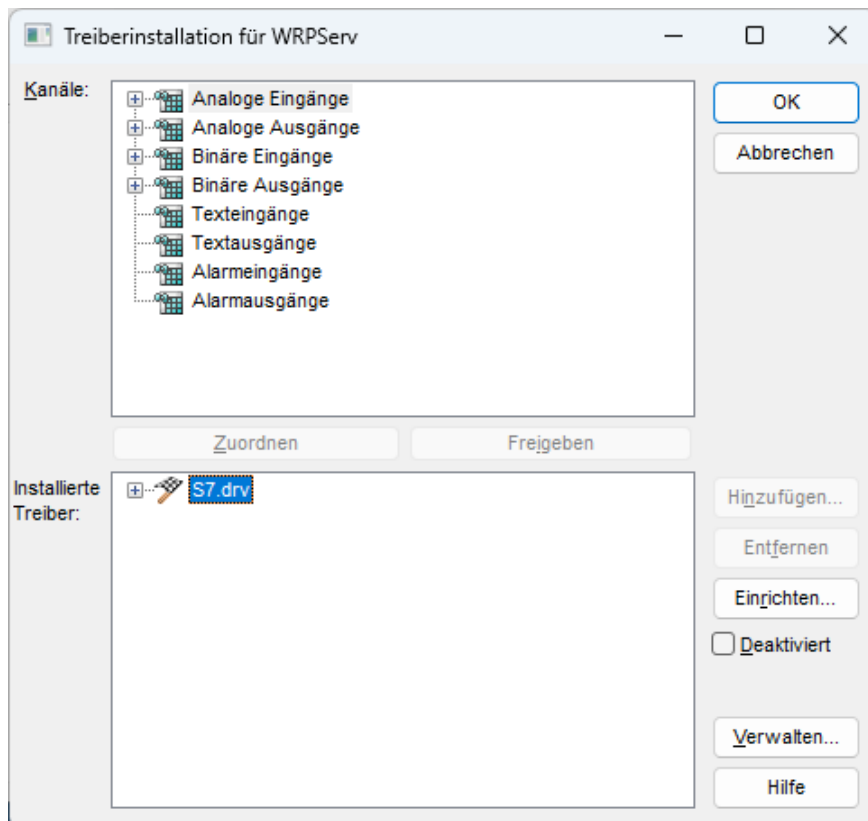 Treiberinstallation für WRPServ
Kanäle:
Analoge Eingänge
Analoge Ausgänge
Binäre Eingänge
Binäre Ausgänge
Texteingänge
Textausgänge
Alarmeingänge
Alarmausgänge
OK
Abbrechen
Zuordnen
Freigeben
Installierte
Treiber:
S7.drv
Hinzufügen...
Entfernen
Einrichten...
Deaktiviert
Verwalten...
Hilfe